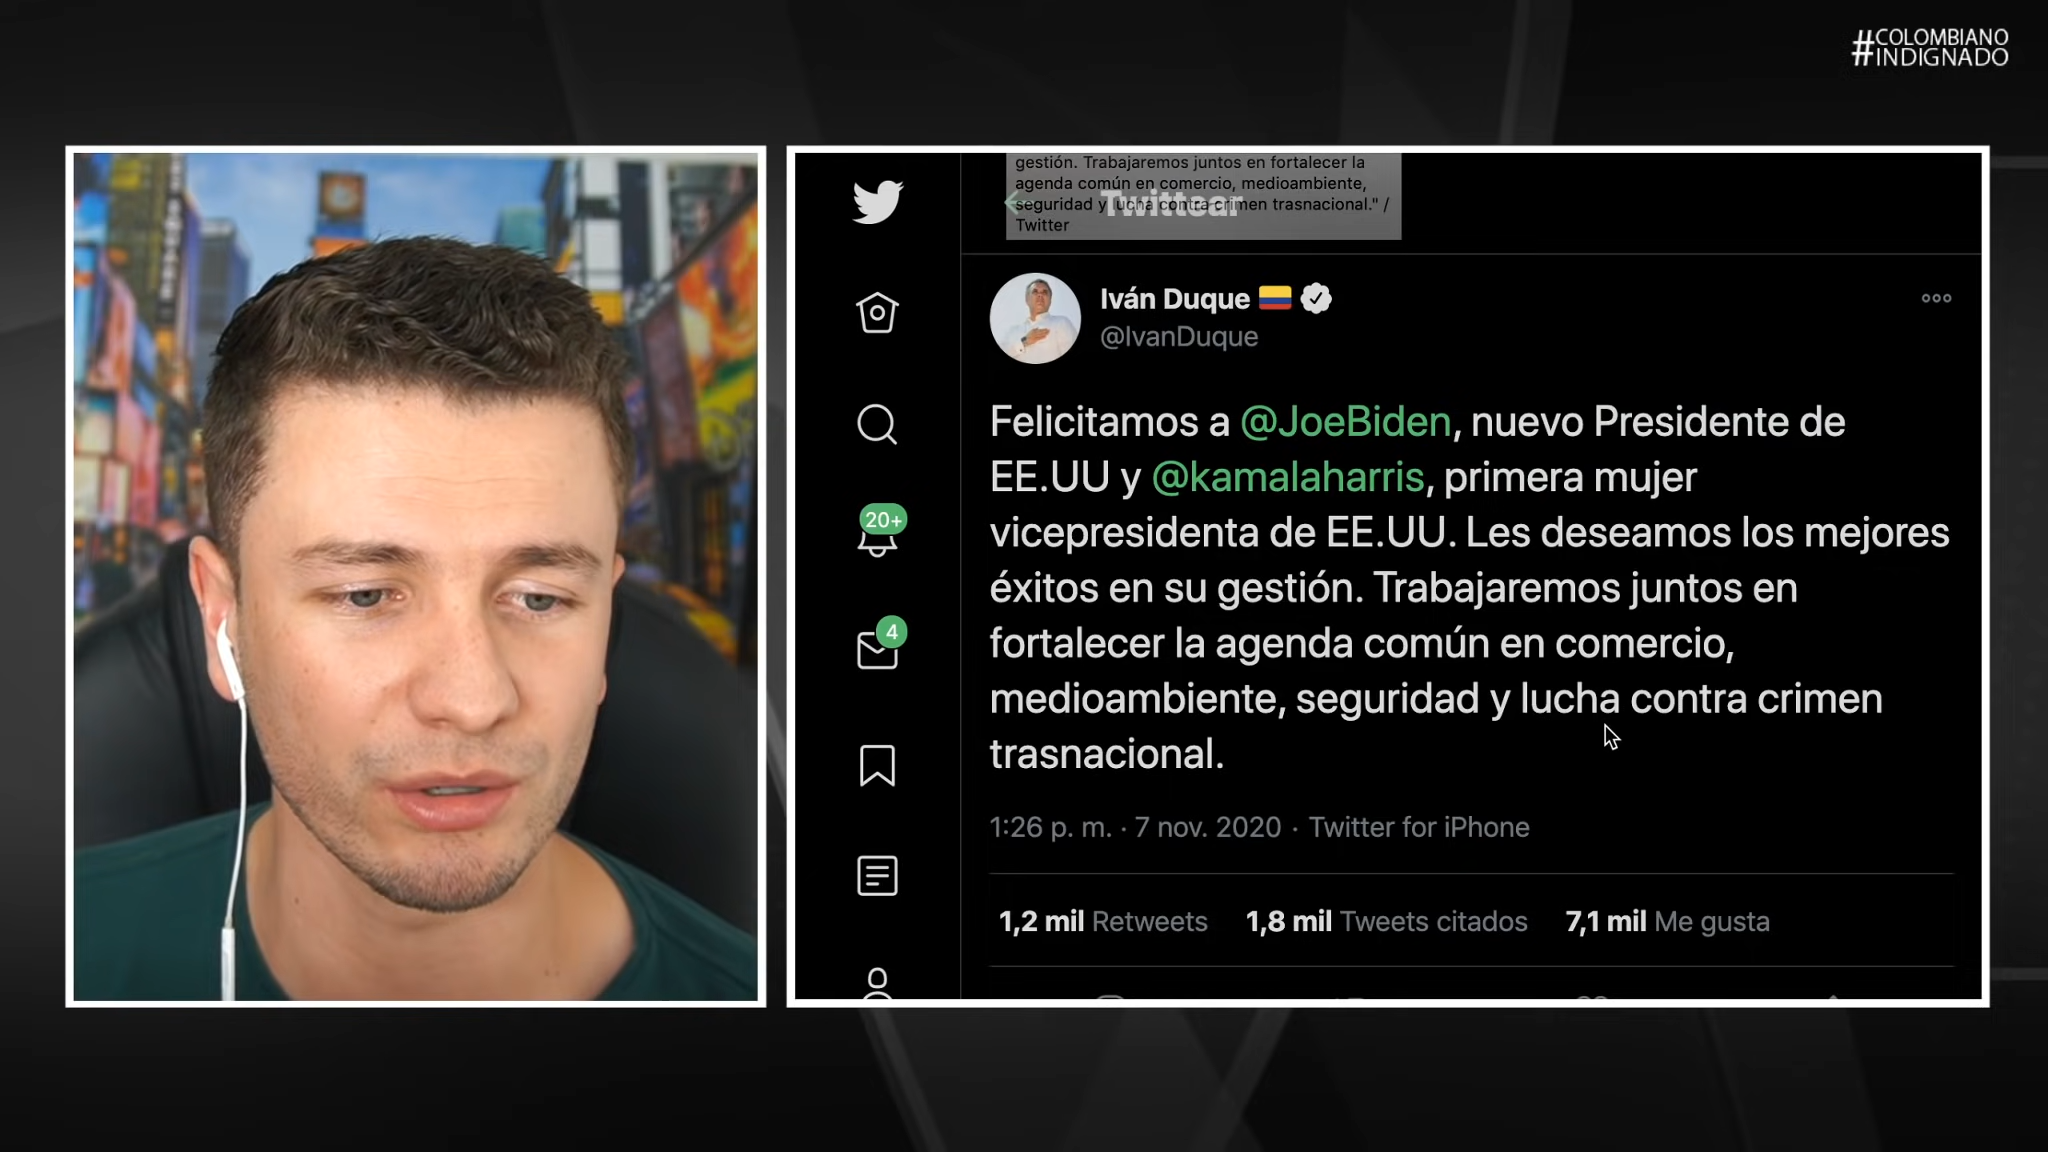 #COLOMBIANO
INDIGNADO
gestión. Trabajaremos juntos en fortalecer la
agenda común en comercio, medioambiente,
seguridad y lucha contra crimen trasnacional." /
Twitter
Twittear
Iván Duque
@IvanDuque
Felicitamos a @JoeBiden, nuevo Presidente de
EE.UU y @kamalaharris, primera mujer
vicepresidenta de EE.UU. Les deseamos los mejores
éxitos en su gestión. Trabajaremos juntos en
fortalecer la agenda común en comercio,
medioambiente, seguridad y lucha contra crimen
trasnacional.
1:26 p. m. · 7 nov. 2020 · Twitter for iPhone
1,2 mil Retweets 1,8 mil Tweets citados 7,1 mil Me gusta
20+
4